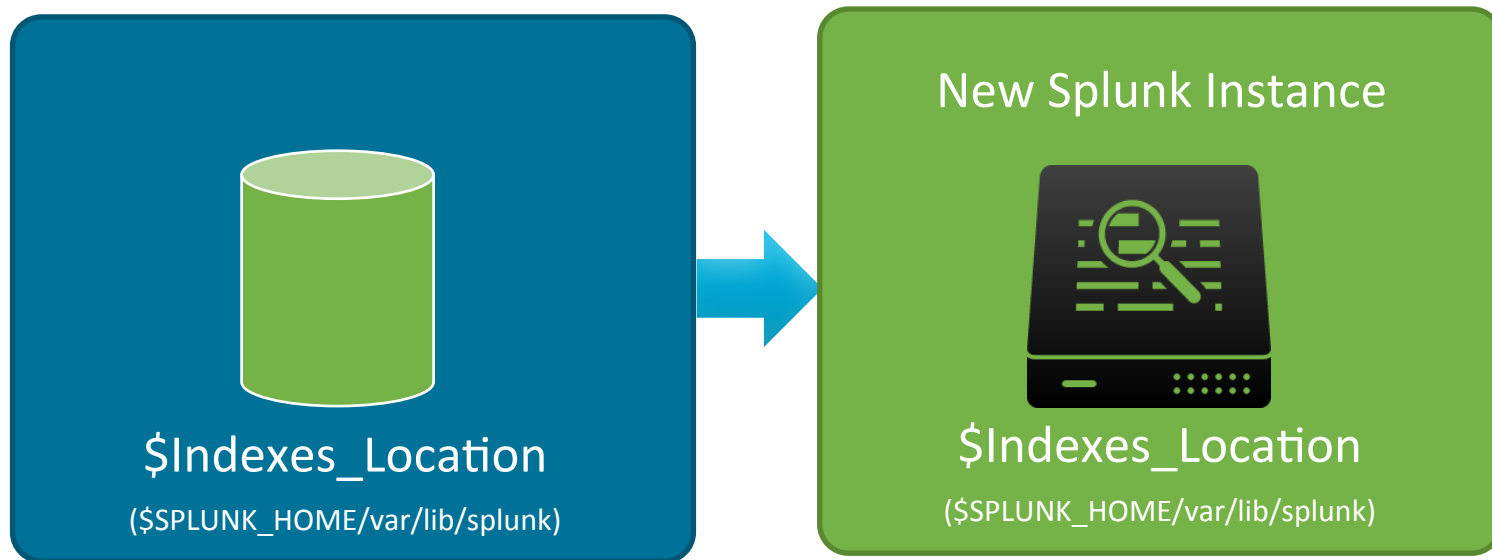 $Indexes_Location
($SPLUNK_HOME/var/lib/splunk)
New Splunk Instance
$Indexes_Location
($SPLUNK_HOME/var/lib/splunk)